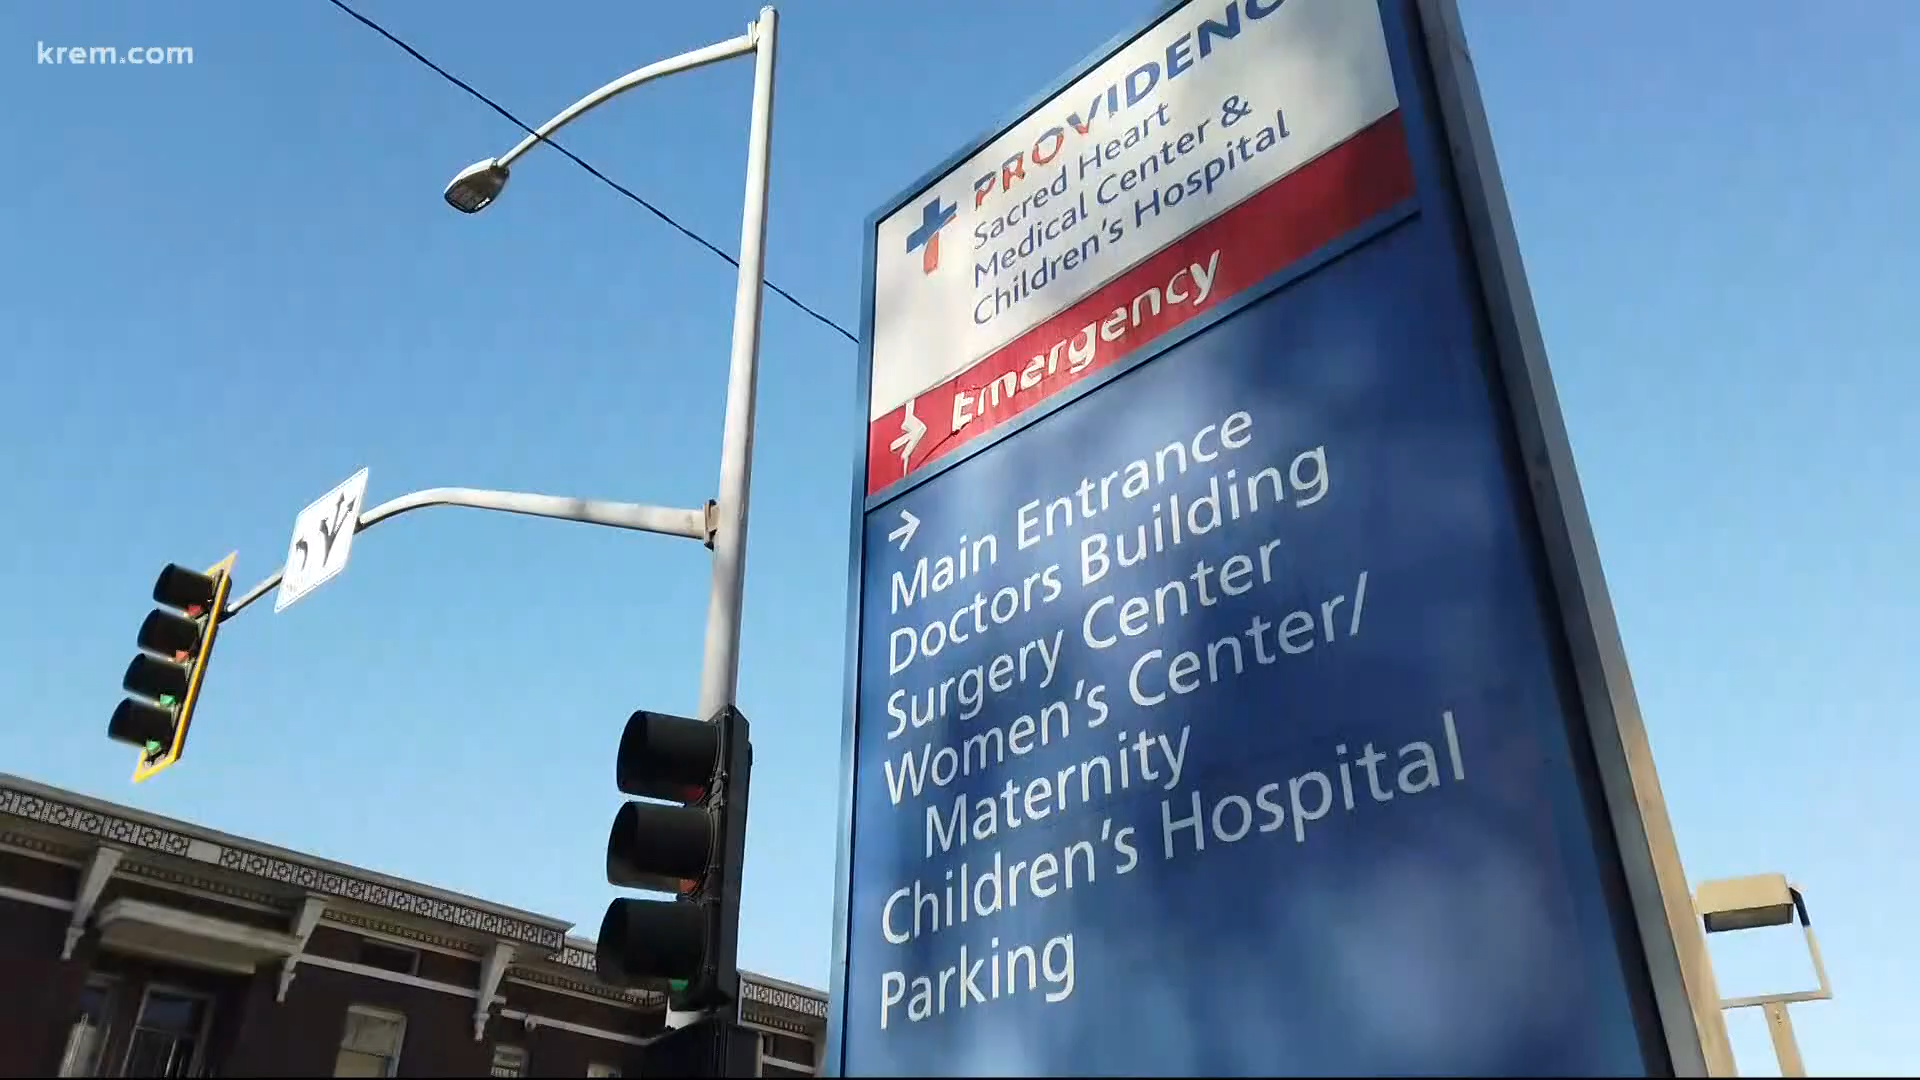 krem.com
PROVIDENC
Sacred Heart
Medical Center &
Children's Hospital
Emergency
Main Entrance
Doctors Building
Surgery Center
Women's Center/
Maternity
Children's Hospital
Parking